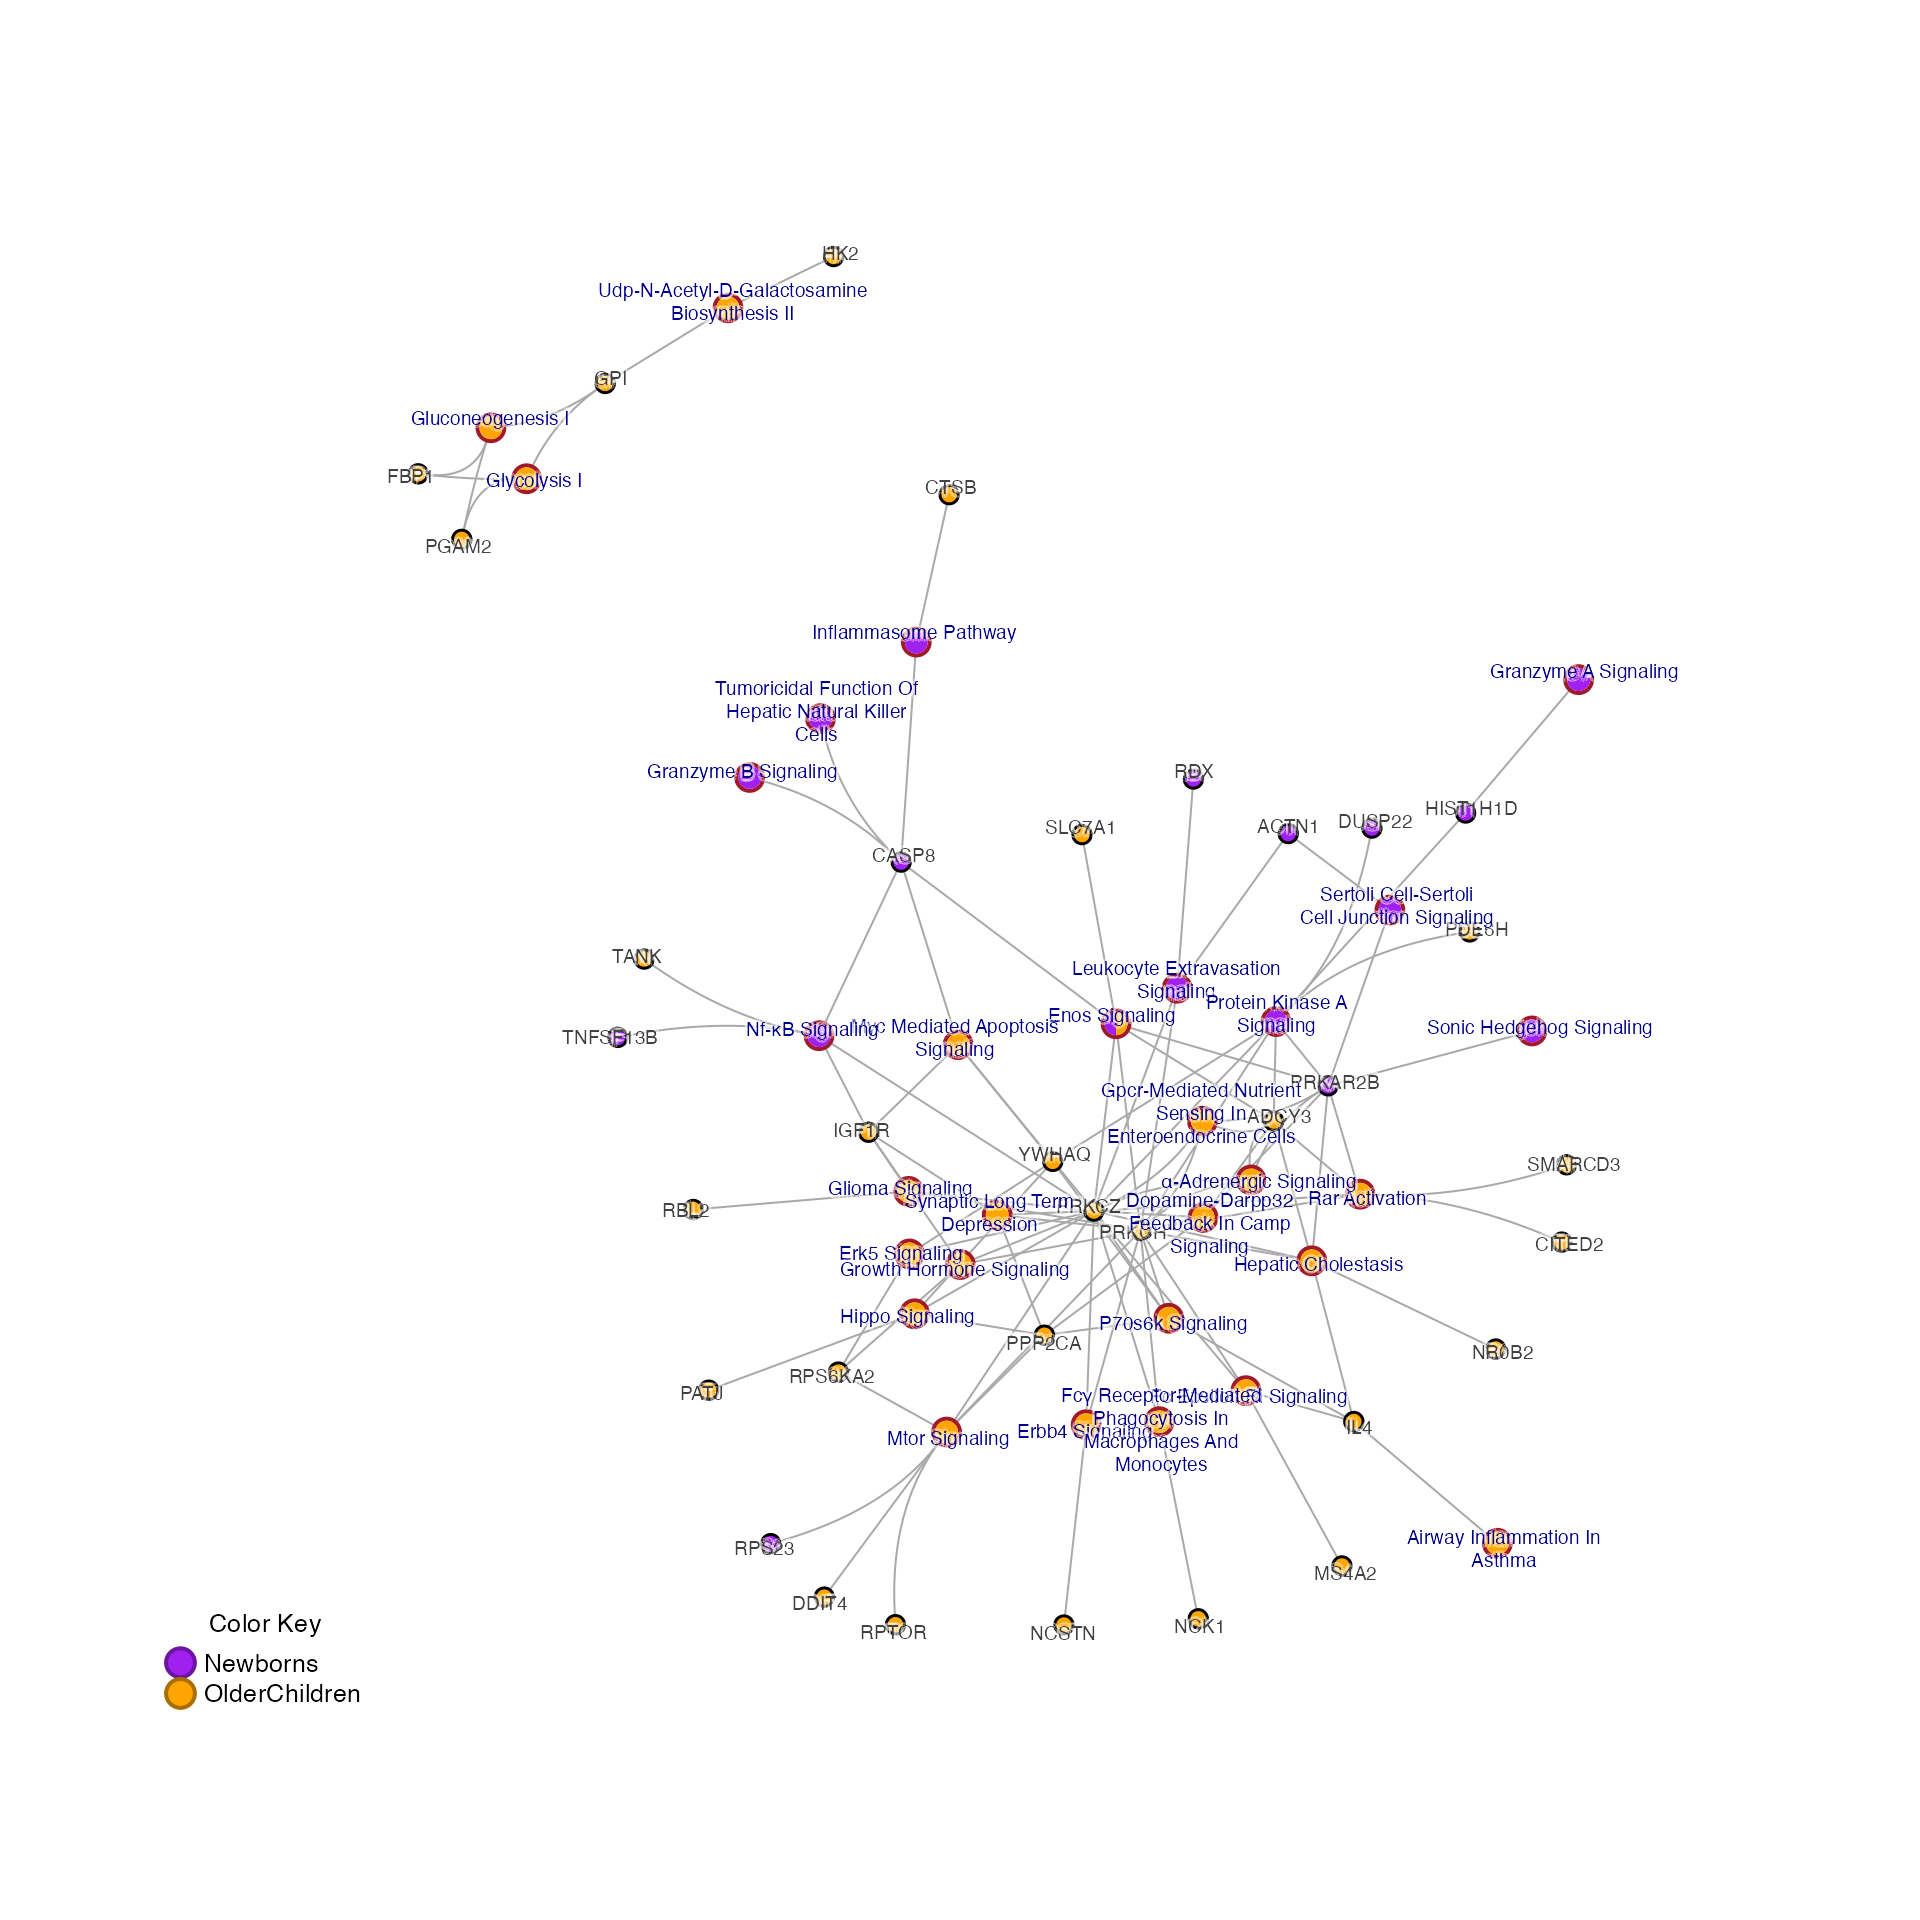 HK2
Udp-N-Acetyl-D-Galactosamine
Biosynthesis II
GPI
Gluconeogenesis I
FBP1
Glycolysis I
PGAM2
CTSB
Inflammasome Pathway
Granzyme A Signaling
Tumoricidal Function Of
Hepatic Natural Killer
Cells
Granzyme B Signaling
RDX
SLC7A1
ACTN1
DUSP22
HIST1H1D
CASP8
Sertoli Cell-Sertoli
Cell Junction Signaling
TANK
Leukocyte Extravasation
Signaling
Protein Kinase A
Signaling
Enos Signaling
Sonic Hedgehog Signaling
TNFSF13B
Nf-κB Signaling
Myc Mediated Apoptosis
Signaling
PRKAR2B
Gpcr-Mediated Nutrient
Sensing In
Enteroendocrine Cells
ADCY3
IGF1R
YWHAQ
SMARCD3
Glioma Signaling
α-Adrenergic Signaling
Rar Activation
RBL2
Synaptic Long Term
Depression
PRKCZ
Dopamine-Darpp32
Feedback In Camp
Signaling
CITED2
Erk5 Signaling
Growth Hormone Signaling
Hepatic Cholestasis
Hippo Signaling
P70s6k Signaling
PPP2CA
NR0B2
RPS6KA2
PATJ
Fcγ Receptor-Mediated
Phagocytosis In
Macrophages And
Monocytes
Signaling
Erbb4 Signaling
IL4
Mtor Signaling
RPS23
Airway Inflammation In
Asthma
MS4A2
DDIT4
RPTOR
NCSTN
NCK1
Color Key
Newborns
OlderChildren